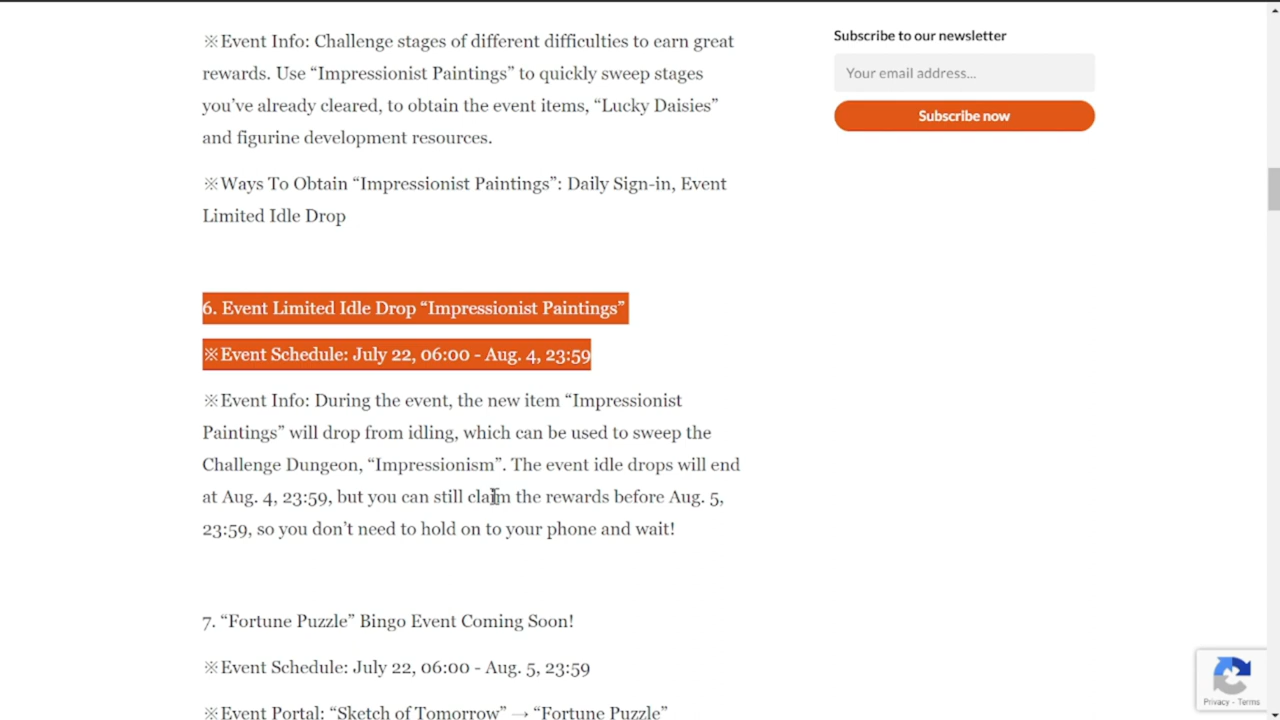 ※Event Info: Challenge stages of different difficulties to earn great
rewards. Use “Impressionist Paintings” to quickly sweep stages
you’ve already cleared, to obtain the event items, “Lucky Daisies”
and figurine development resources.
※Ways To Obtain “Impressionist Paintings”: Daily Sign-in, Event
Limited Idle Drop
6. Event Limited Idle Drop “Impressionist Paintings”
※Event Schedule: July 22, 06:00 - Aug. 4, 23:59
※Event Info: During the event, the new item “Impressionist
Paintings” will drop from idling, which can be used to sweep the
Challenge Dungeon, “Impressionism”. The event idle drops will end
at Aug. 4, 23:59, but you can still claim the rewards before Aug. 5,
23:59, so you don’t need to hold on to your phone and wait!
7. “Fortune Puzzle” Bingo Event Coming Soon!
※Event Schedule: July 22, 06:00 - Aug. 5, 23:59
※Event Portal: “Sketch of Tomorrow” → “Fortune Puzzle”
Subscribe to our newsletter
Your email address...
Subscribe now
Privacy - Terms